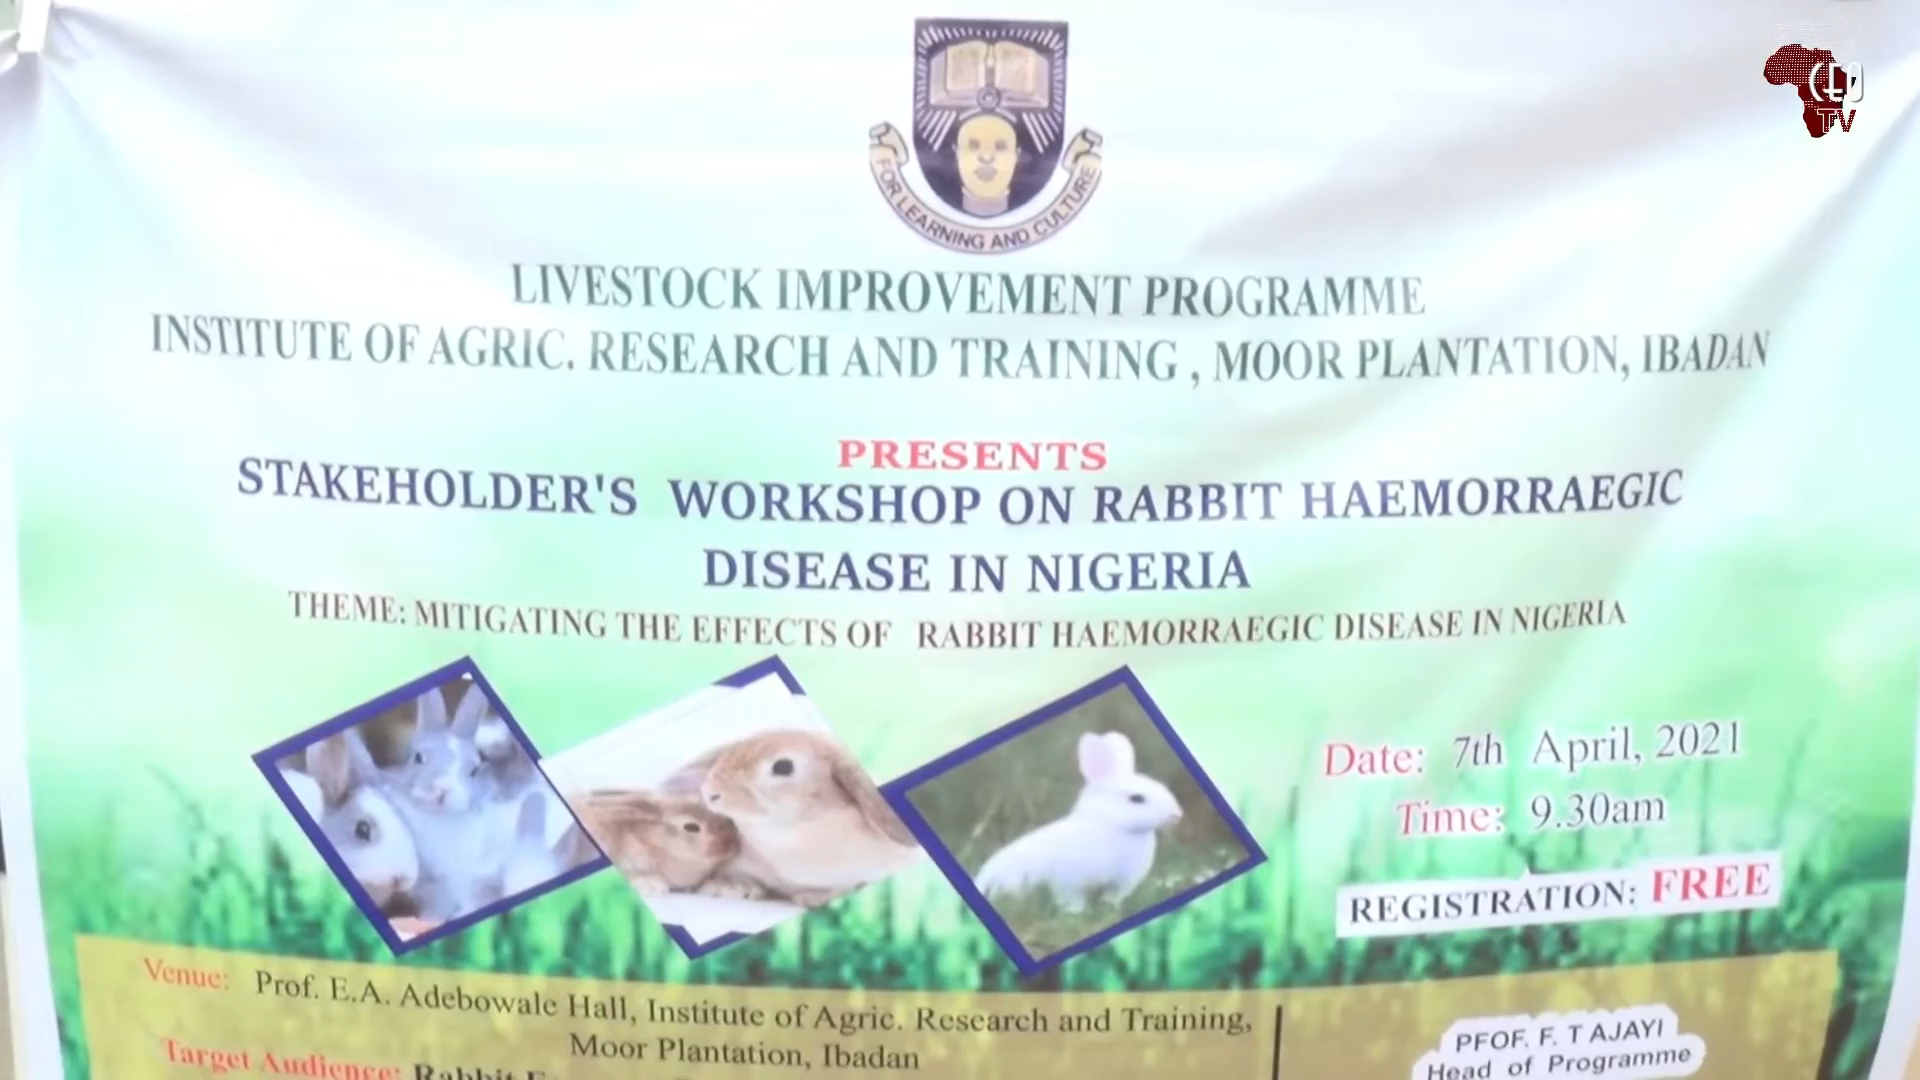 CEO
TV
FOR LEARNING AND CULTURE
LIVESTOCK IMPROVEMENT PROGRAMME
INSTITUTE OF AGRIC. RESEARCH AND TRAINING , MOOR PLANTATION, IBADAN
PRESENTS
STAKEHOLDER'S WORKSHOP ON RABBIT HAEMORRAEGIC
DISEASE IN NIGERIA
THEME: MITIGATING THE EFFECTS OF RABBIT HAEMORRAEGIC DISEASE IN NIGERIA
Date: 7th April, 2021
Time: 9.30am
REGISTRATION: FREE
Venue: Prof. E.A. Adebowale Hall, Institute of Agric. Research and Training,
Moor Plantation, Ibadan
Target Audience: Rabbit
PFOF. F. T AJAYI
Head of Programme